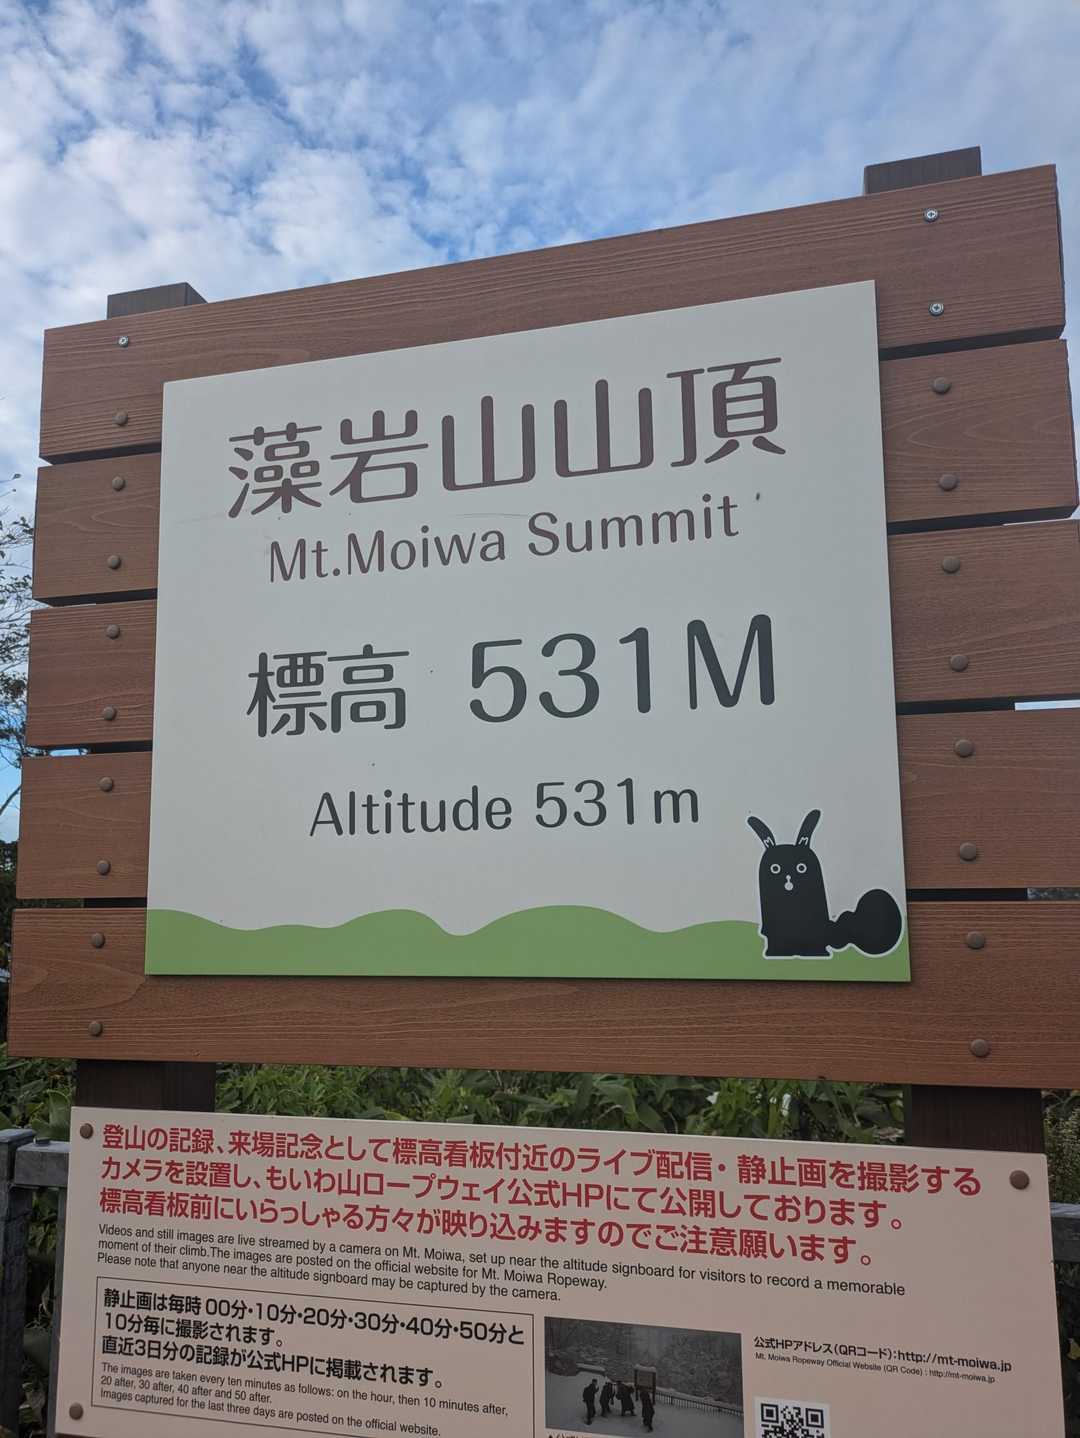 藻岩山山頂
Mt.Moiwa Summit
標高 531M
Altitude 531m
登山の記録、来場記念として標高看板付近のライブ配信・静止画を撮影する
カメラを設置し、もいわ山ロープウェイ公式HPにて公開しております。
標高看板前にいらっしゃる方々が映り込みますのでご注意願います。
Videos and still images are live streamed by a camera on Mt. Moiwa, set up near the altitude signboard for visitors to record a memorable
moment of their climb.The images are posted on the official website for Mt. Moiwa Ropeway.
Please note that anyone near the altitude signboard may be captured by the camera.
静止画は毎時 00分・10分・20分・30分・40分・50分と
10分毎に撮影されます。
直近3日分の記録が公式HPに掲載されます。
The images are taken every ten minutes as follows: on the hour, then 10 minutes after,
20 after, 30 after, 40 after and 50 after.
Images captured for the last three days are posted on the official website.
公式HPアドレス(QRコード):http://mt-moiwa.jp
Mt. Moiwa Ropeway Official Website (QR Code) : http://mt-moiwa.jp